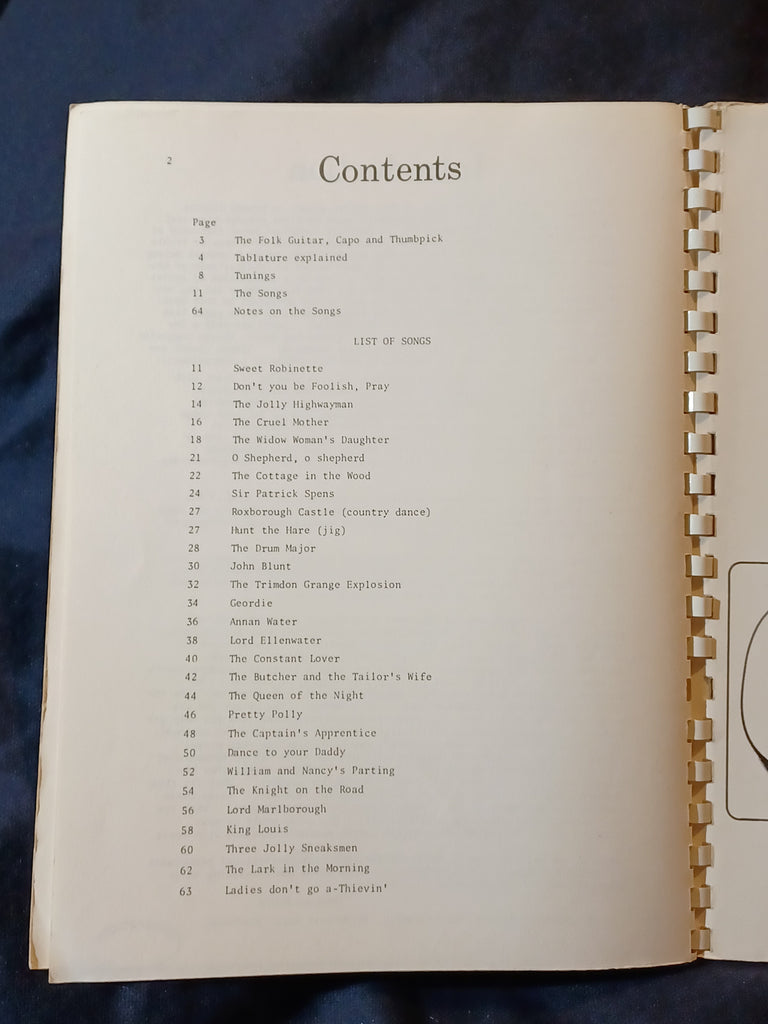 2
Contents
Page
3 The Folk Guitar, Capo and Thumbpick
4 Tablature explained
8 Tunings
11 The Songs
64 Notes on the Songs
LIST OF SONGS
11 Sweet Robinette
12 Don't you be Foolish, Pray
14 The Jolly Highwayman
16 The Cruel Mother
18 The Widow Woman's Daughter
21 O Shepherd, o shepherd
22 The Cottage in the Wood
24 Sir Patrick Spens
27 Roxborough Castle (country dance)
27 Hunt the Hare (jig)
28 The Drum Major
30 John Blunt
32 The Trimdon Grange Explosion
34 Geordie
36 Annan Water
38 Lord Ellenwater
40 The Constant Lover
42 The Butcher and the Tailor's Wife
44 The Queen of the Night
46 Pretty Polly
48 The Captain's Apprentice
50 Dance to your Daddy
52 William and Nancy's Parting
54 The Knight on the Road
56 Lord Marlborough
58 King Louis
60 Three Jolly Sneaksmen
62 The Lark in the Morning
63 Ladies don't go a-Thievin'